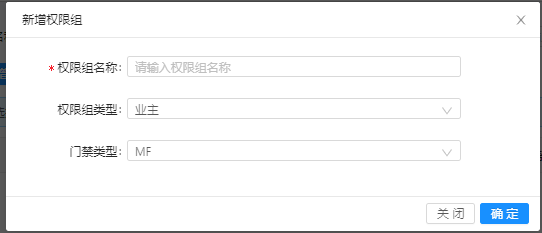 新增权限组
* 权限组名称: 请输入权限组名称
权限组类型: 业主
门禁类型: MF
关 闭 确 定